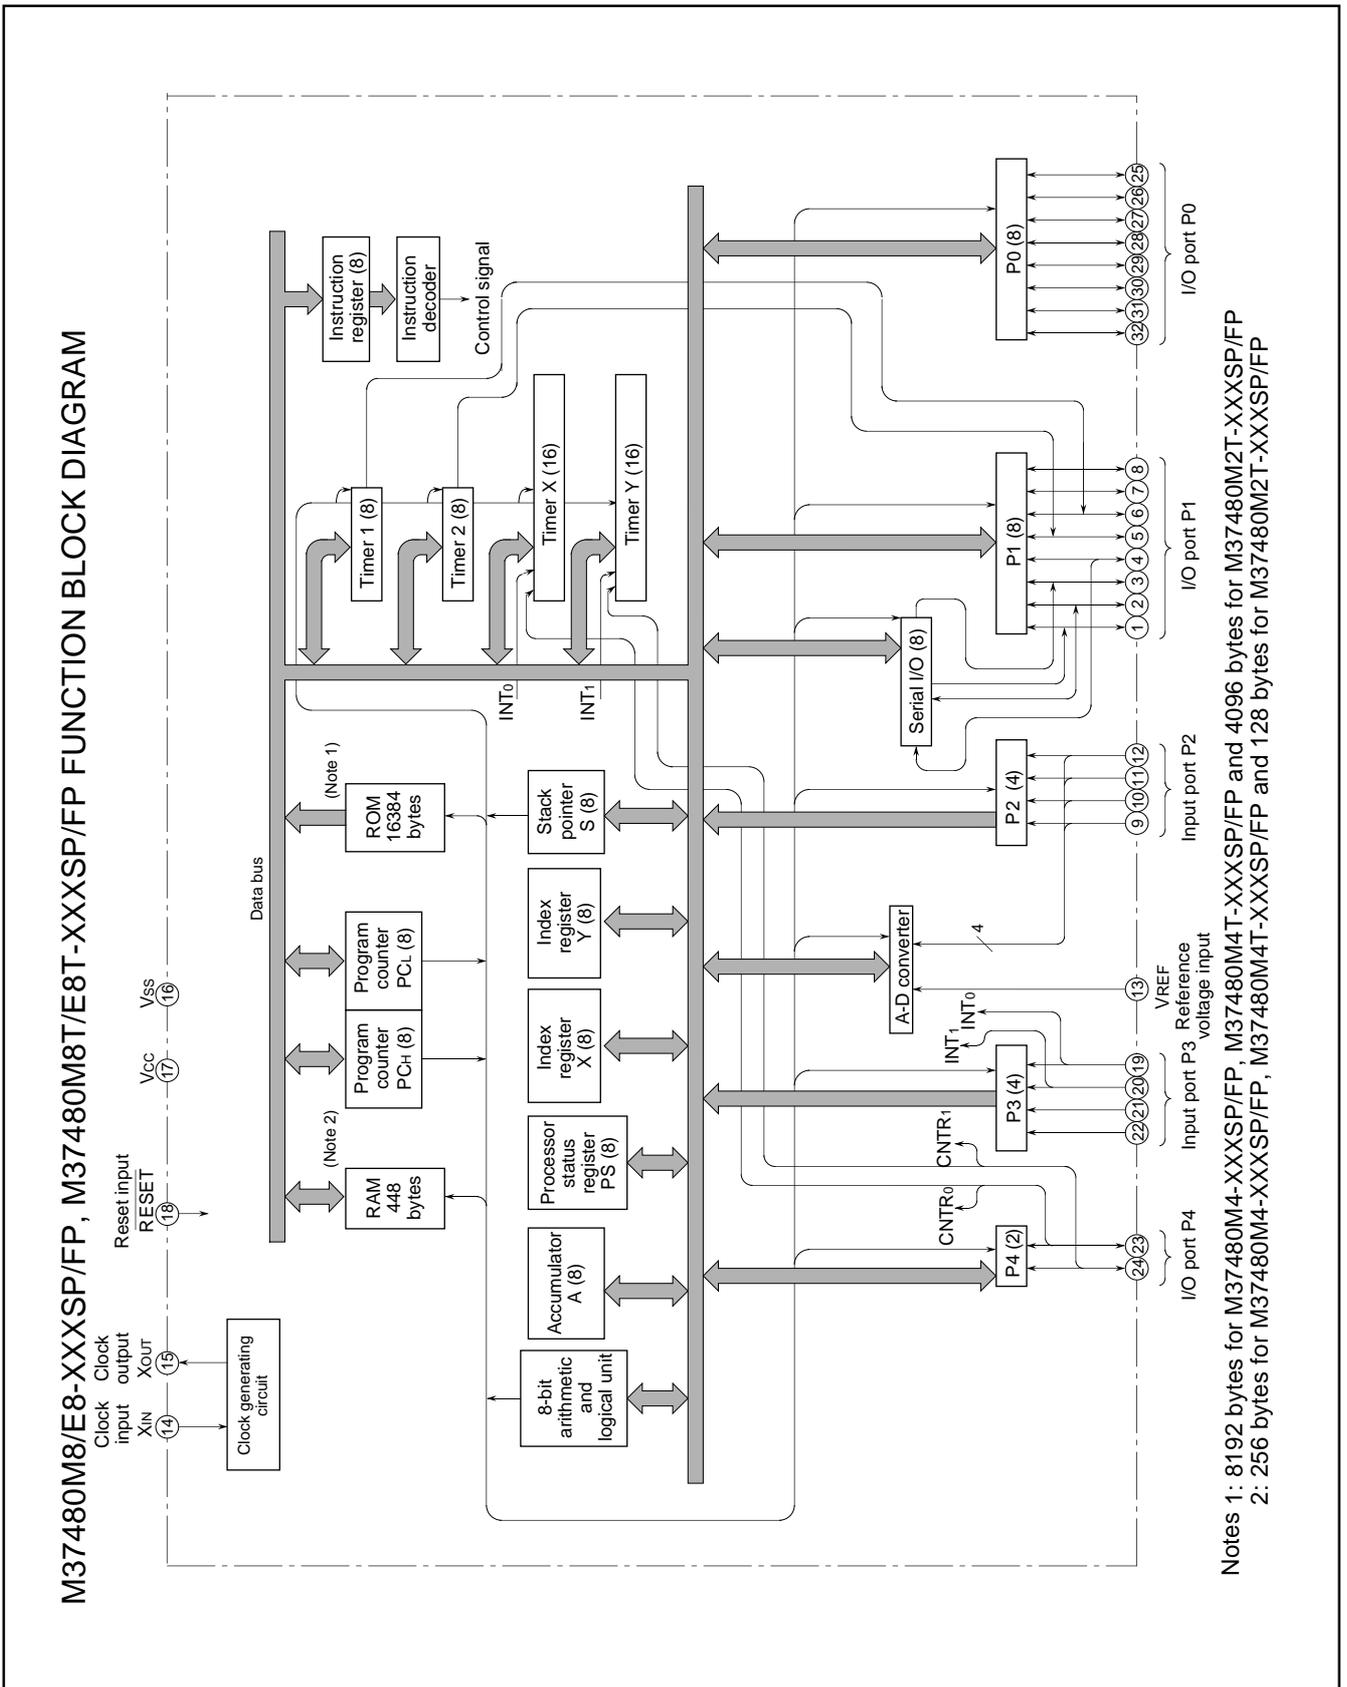 M37480M8/E8-XXXSP/FP, M37480M8T/E8T-XXXSP/FP FUNCTION BLOCK DIAGRAM
Clock input
XIN
14
Clock output
XOUT
15
Reset input
RESET
18
VCC
17
VSS
16
Clock generating circuit
Data bus
RAM
448
bytes
(Note 2)
Program
counter
PCH (8)
Program
counter
PCL (8)
ROM
16384
bytes
(Note 1)
Timer 1 (8)
Timer 2 (8)
Timer X (16)
Timer Y (16)
INT0
INT1
Instruction
register (8)
Instruction
decoder
Control signal
8-bit
arithmetic
and
logical unit
Accumulator
A (8)
Processor
status
register
PS (8)
Index
register
X (8)
Index
register
Y (8)
Stack
pointer
S (8)
CNTR0
CNTR1
INT1
INT0
A-D converter
4
Serial I/O (8)
P4 (2)
P3 (4)
P2 (4)
P1 (8)
P0 (8)
24 23
22 21 20 19
13
9 10 11 12
1 2 3 4 5 6 7 8
32 31 30 29 28 27 26 25
I/O port P4
Input port P3
VREF
Reference
voltage input
Input port P2
I/O port P1
I/O port P0
Notes 1: 8192 bytes for M37480M4-XXXSP/FP, M37480M4T-XXXSP/FP and 4096 bytes for M37480M2T-XXXSP/FP
2: 256 bytes for M37480M4-XXXSP/FP, M37480M4T-XXXSP/FP and 128 bytes for M37480M2T-XXXSP/FP